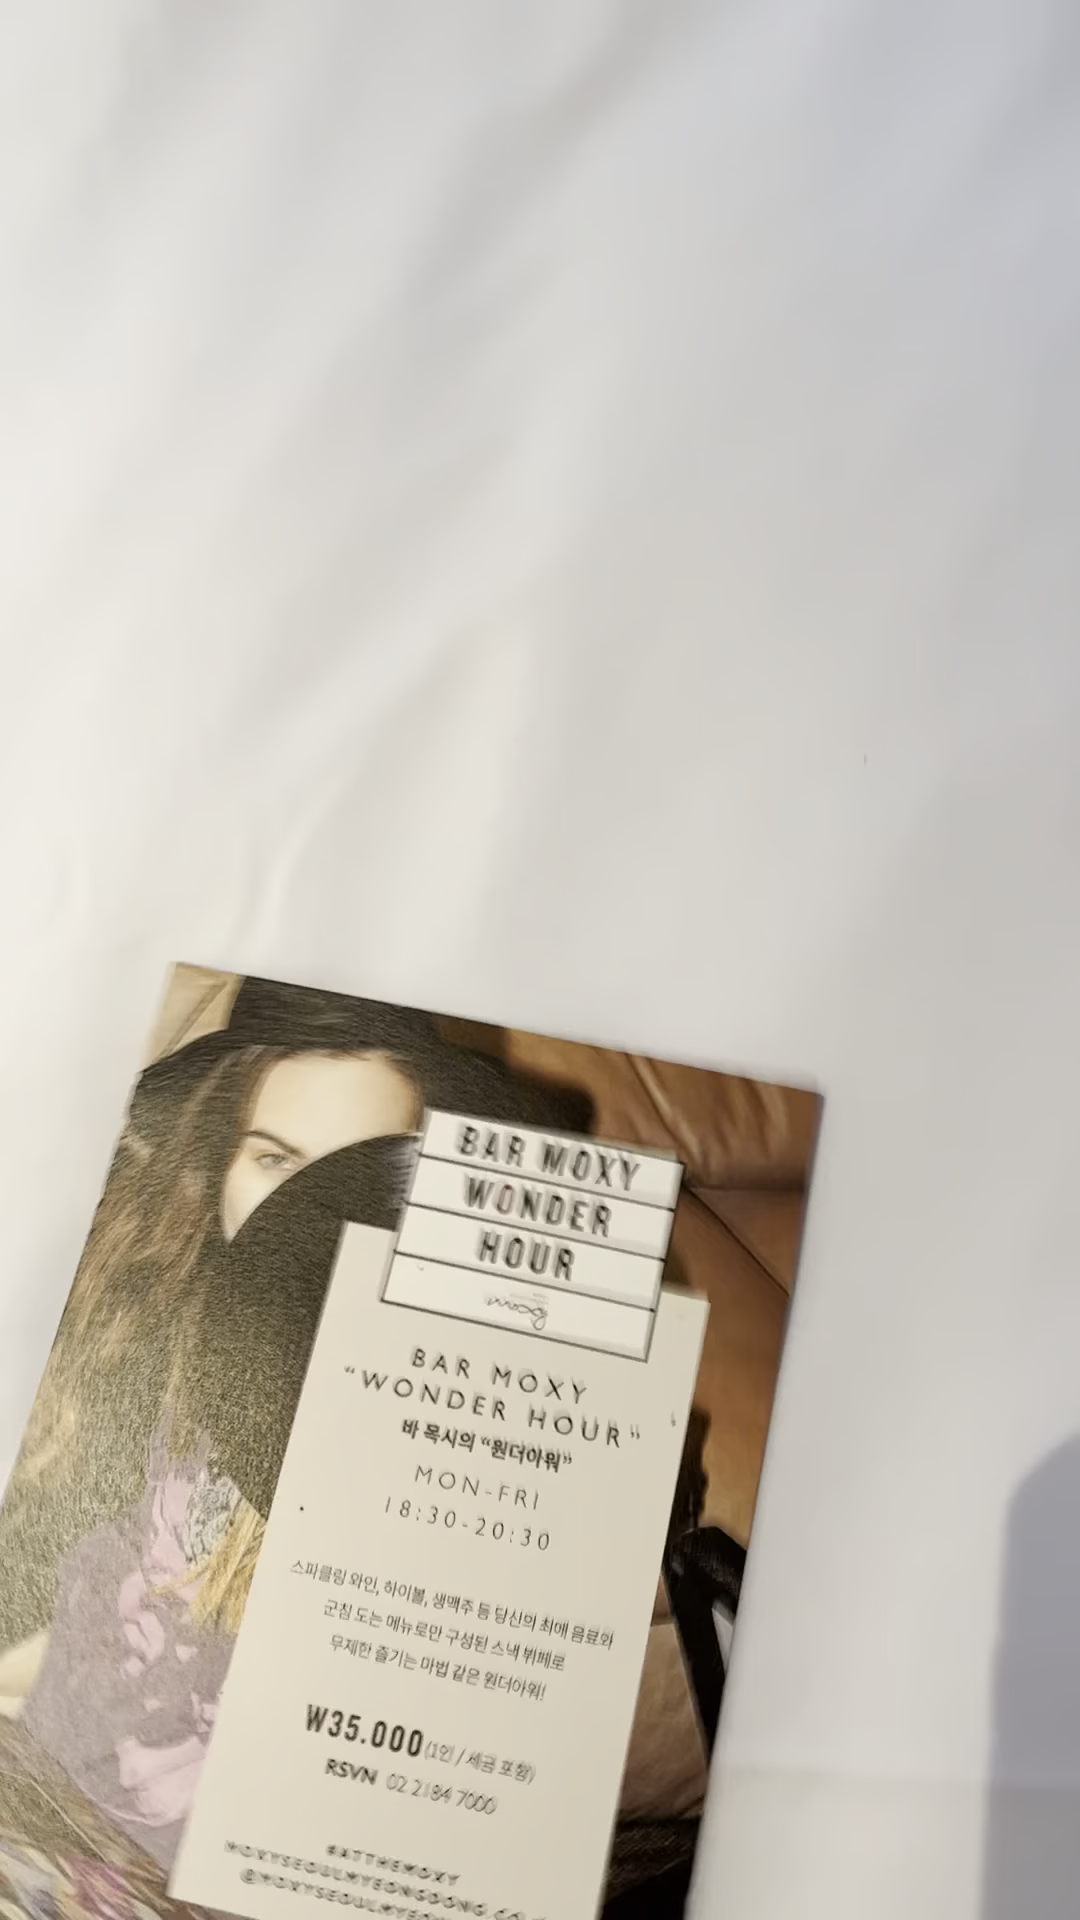 BAR MOXY
WONDER
HOUR
BAR MOXY
“WONDER HOUR”
바 목시의 “원더아워”
MON-FRI
18:30-20:30
스파클링 와인, 하이볼, 생맥주 등 당신의 최애 음료와
군침 도는 메뉴로만 구성된 스낵 뷔페로
무제한 즐기는 마법 같은 원더아워!
₩35.000(1인 / 세금 포함)
RSVN 02 2184 7000
#ATTHEMOXY
MOXYSEOULMYEONGDONG.CO
@MOXYSEOULMYEO